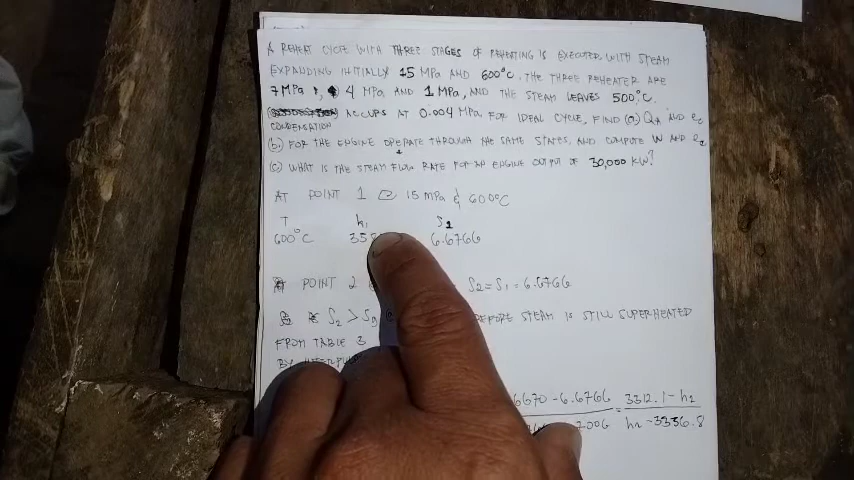 A REHEAT CYCLE WITH THREE STAGES OF REHEATING IS EXECUTED WITH STEAM
EXPANDING INITIALLY 15 MPa AND 600°C. THE THREE REHEATER ARE
7MPa, 4 MPa AND 1 MPa, AND THE STEAM LEAVES 500°C.
CONDENSATION OCCURS AT 0.004 MPa. FOR IDEAL CYCLE, FIND (a) QA AND ec
(b) FOR THE ENGINE OPERATE THROUGH THE SAME STATES, AND COMPUTE W AND
(c) WHAT IS THE STEAM FLOW RATE FOR AN ENGINE OUTPUT OF 30,000 KW?
AT POINT 1 @ 15 MPa & 600°C
T h1 S1
600°C 358 6.6766
POINT 2 S2 = S1 = 6.6766
S2 > Sg STEAM IS STILL SUPERHEATED
FROM TABLE 3
BY
6670 - 6.6766 = 3312.1 - h2
7006 h2 - 3336.8